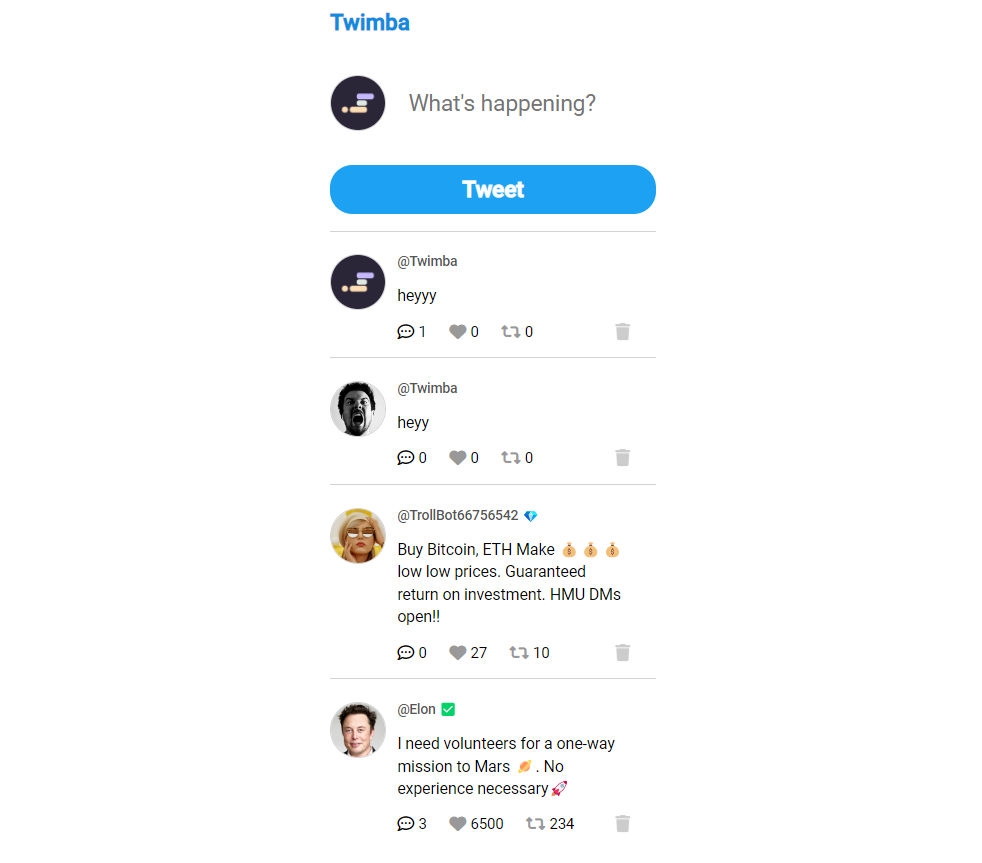 Twimba
What's happening?
Tweet
@Twimba
heyyy
1 0 0
@Twimba
heyy
0 0 0
@TrollBot66756542 💎
Buy Bitcoin, ETH Make 💰 💰 💰
low low prices. Guaranteed
return on investment. HMU DMs
open!!
0 27 10
@Elon ✅
I need volunteers for a one-way
mission to Mars 🪐 . No
experience necessary🚀
3 6500 234